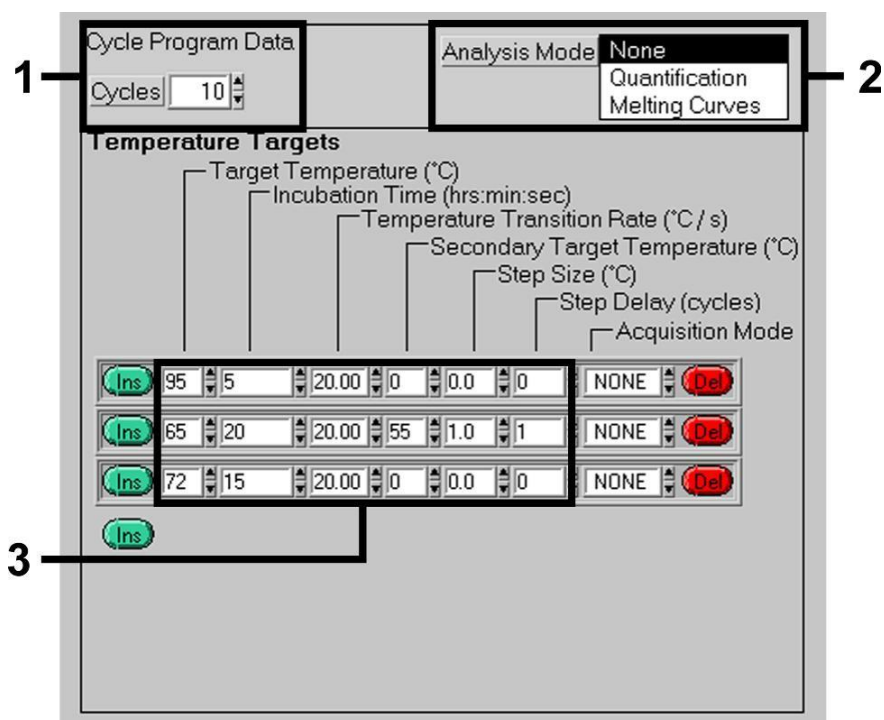 Cycle Program Data
1
Cycles 10
Analysis Mode None
Quantification
Melting Curves
2
Temperature Targets
Target Temperature (°C)
Incubation Time (hrs:min:sec)
Temperature Transition Rate (°C / s)
Secondary Target Temperature (°C)
Step Size (°C)
Step Delay (cycles)
Acquisition Mode
Ins 95 5 20.00 0 0.0 0 NONE Del
Ins 65 20 20.00 55 1.0 1 NONE Del
Ins 72 15 20.00 0 0.0 0 NONE Del
Ins
3